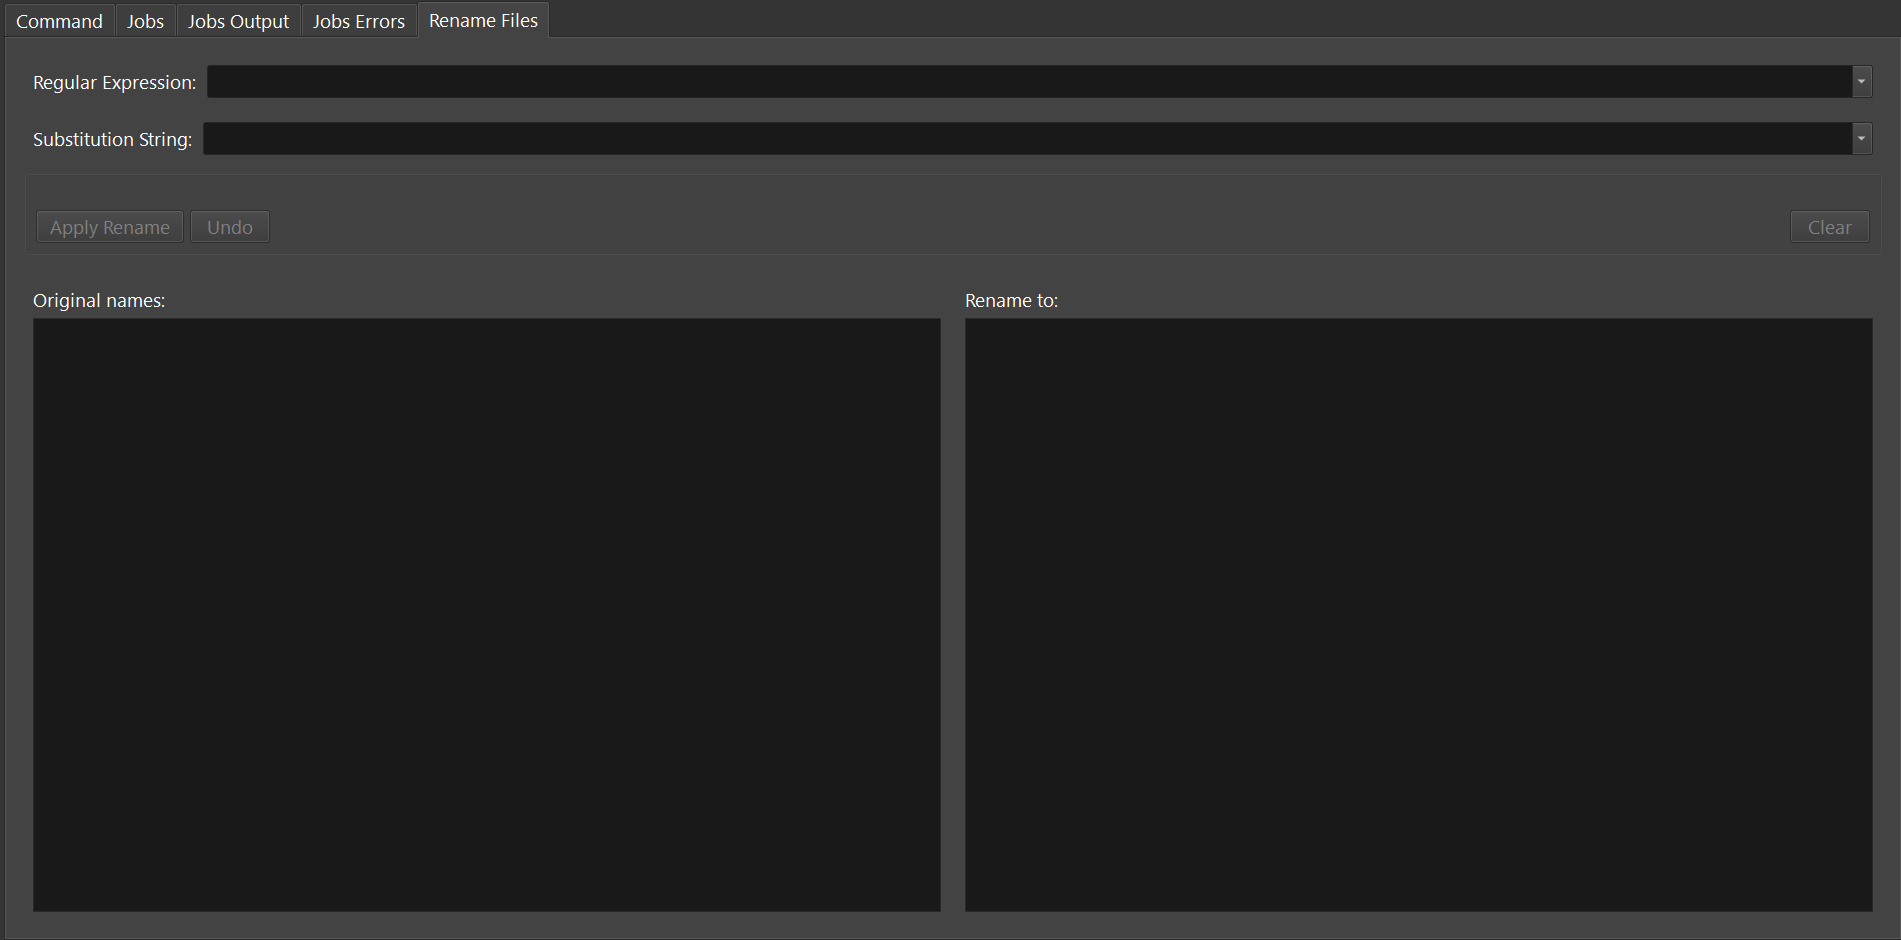 Command Jobs Jobs Output Jobs Errors Rename Files
Regular Expression:
Substitution String:
Apply Rename Undo Clear
Original names: Rename to: